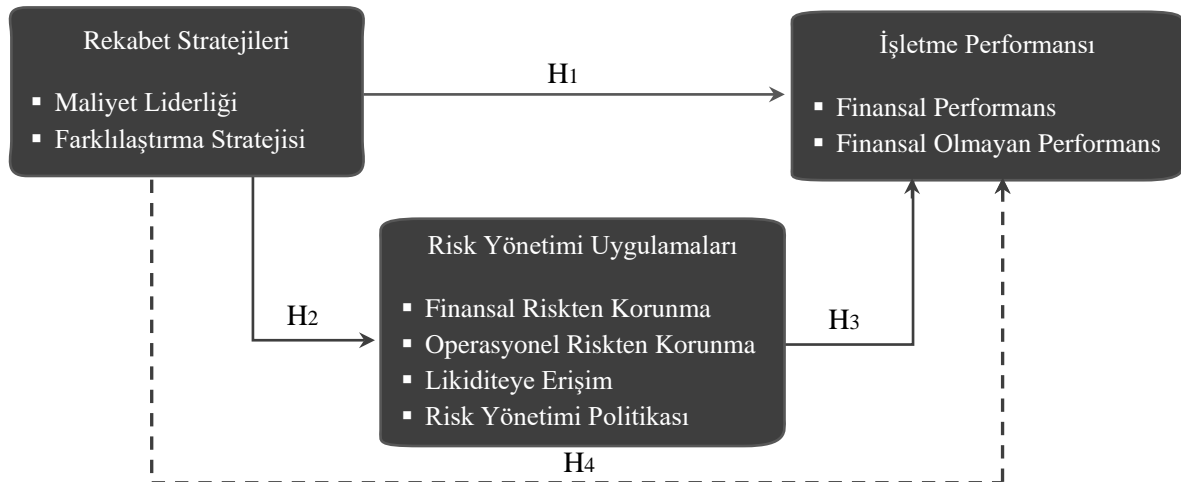 Rekabet Stratejileri
▪ Maliyet Liderliği
▪ Farklılaştırma Stratejisi
H1
İşletme Performansı
▪ Finansal Performans
▪ Finansal Olmayan Performans
Risk Yönetimi Uygulamaları
▪ Finansal Riskten Korunma
▪ Operasyonel Riskten Korunma
▪ Likiditeye Erişim
▪ Risk Yönetimi Politikası
H2
H3
H4